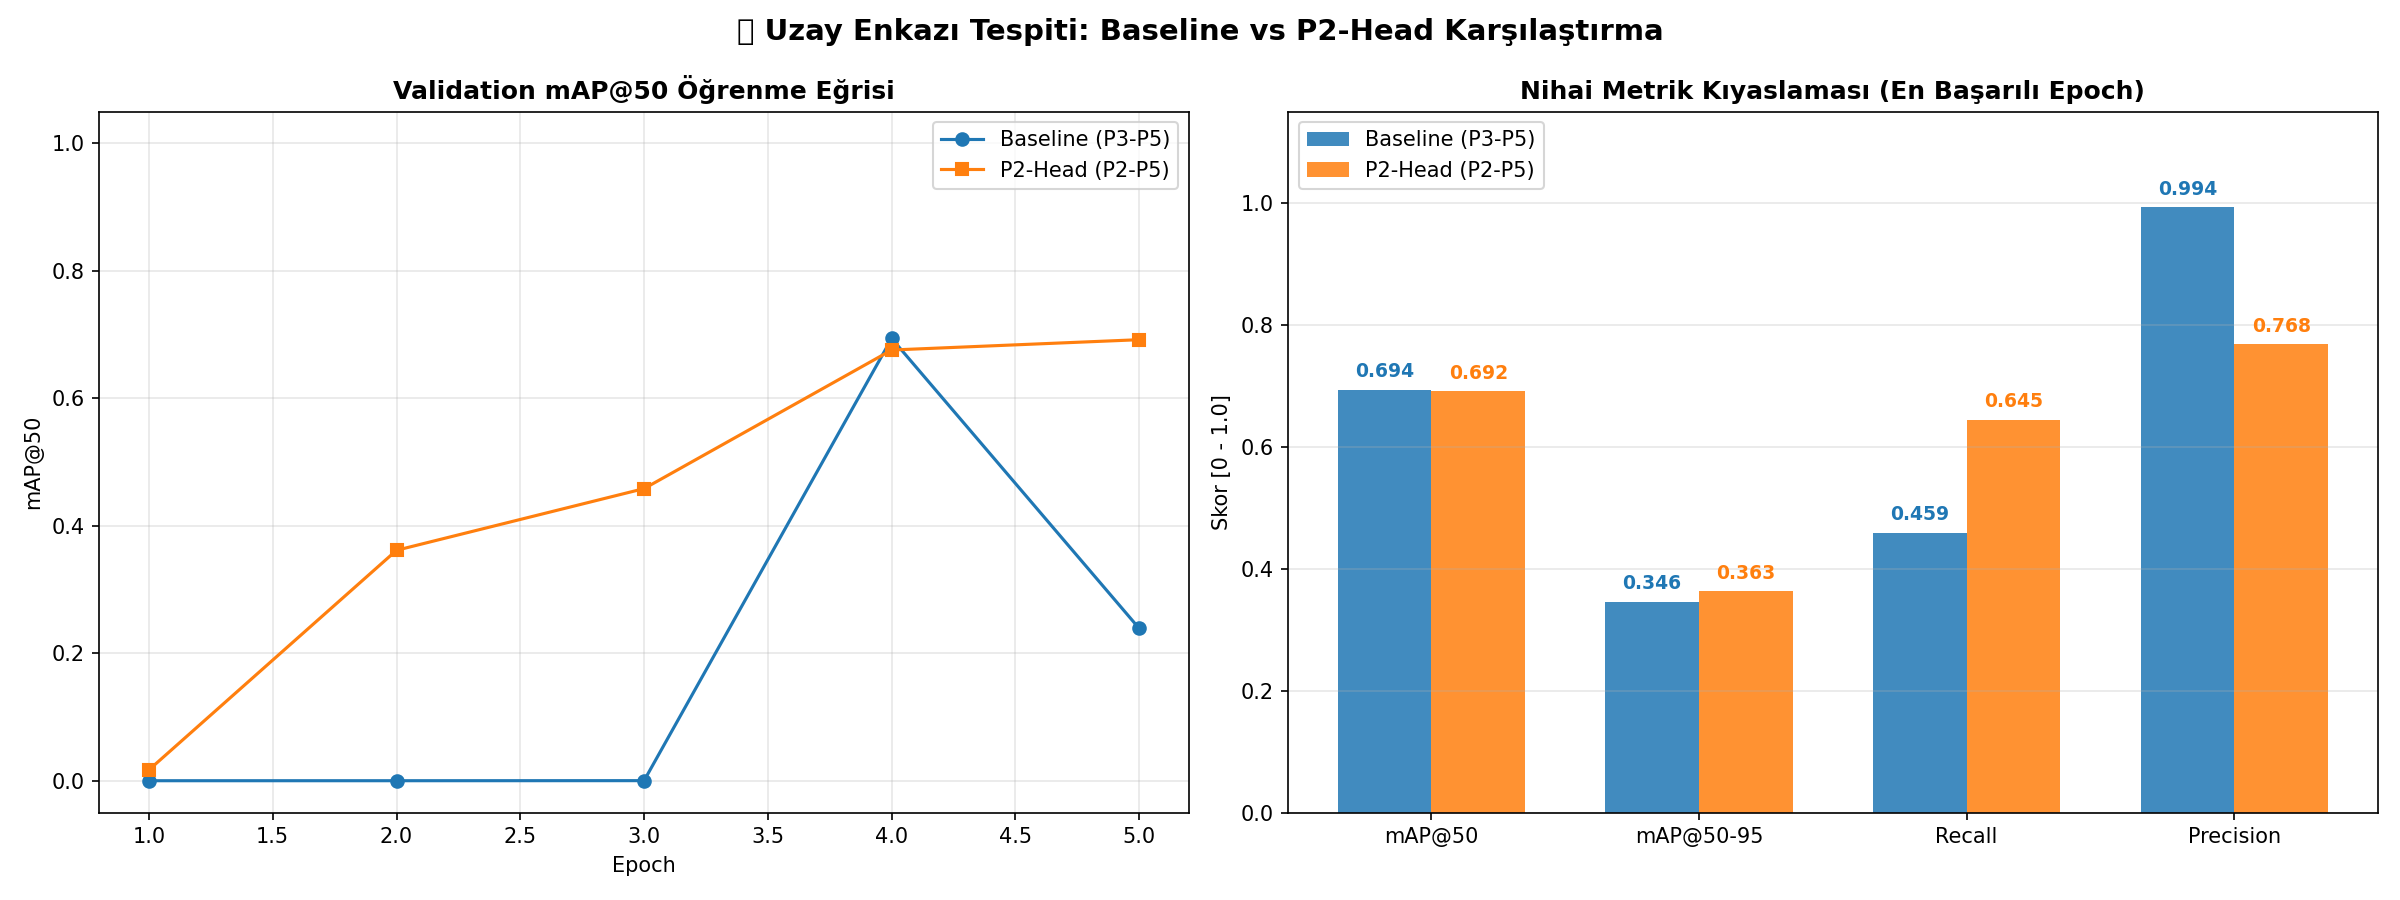 Uzay Enkazı Tespiti: Baseline vs P2-Head Karşılaştırma
Validation mAP@50 Öğrenme Eğrisi
mAP@50
1.0
0.8
0.6
0.4
0.2
0.0
Baseline (P3-P5)
P2-Head (P2-P5)
1.0 1.5 2.0 2.5 3.0 3.5 4.0 4.5 5.0
Epoch
Nihai Metrik Kıyaslaması (En Başarılı Epoch)
Skor [0 - 1.0]
1.0
0.8
0.6
0.4
0.2
0.0
Baseline (P3-P5)
P2-Head (P2-P5)
0.694 0.692
0.346 0.363
0.459 0.645
0.994 0.768
mAP@50 mAP@50-95 Recall Precision